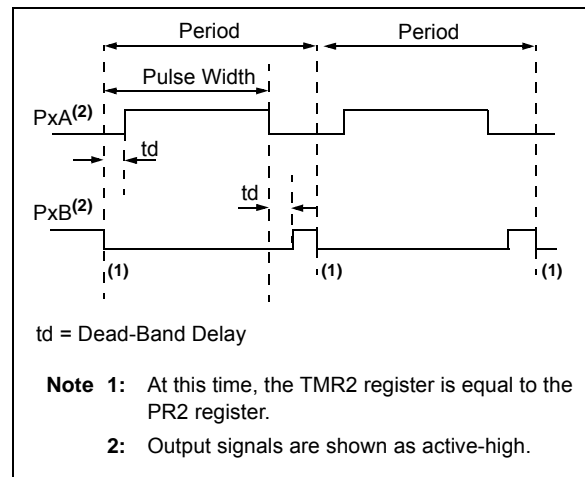 Period Period
Pulse Width
PxA(2)
td
td
PxB(2)
(1) (1) (1)
td = Dead-Band Delay
Note 1: At this time, the TMR2 register is equal to the
PR2 register.
2: Output signals are shown as active-high.